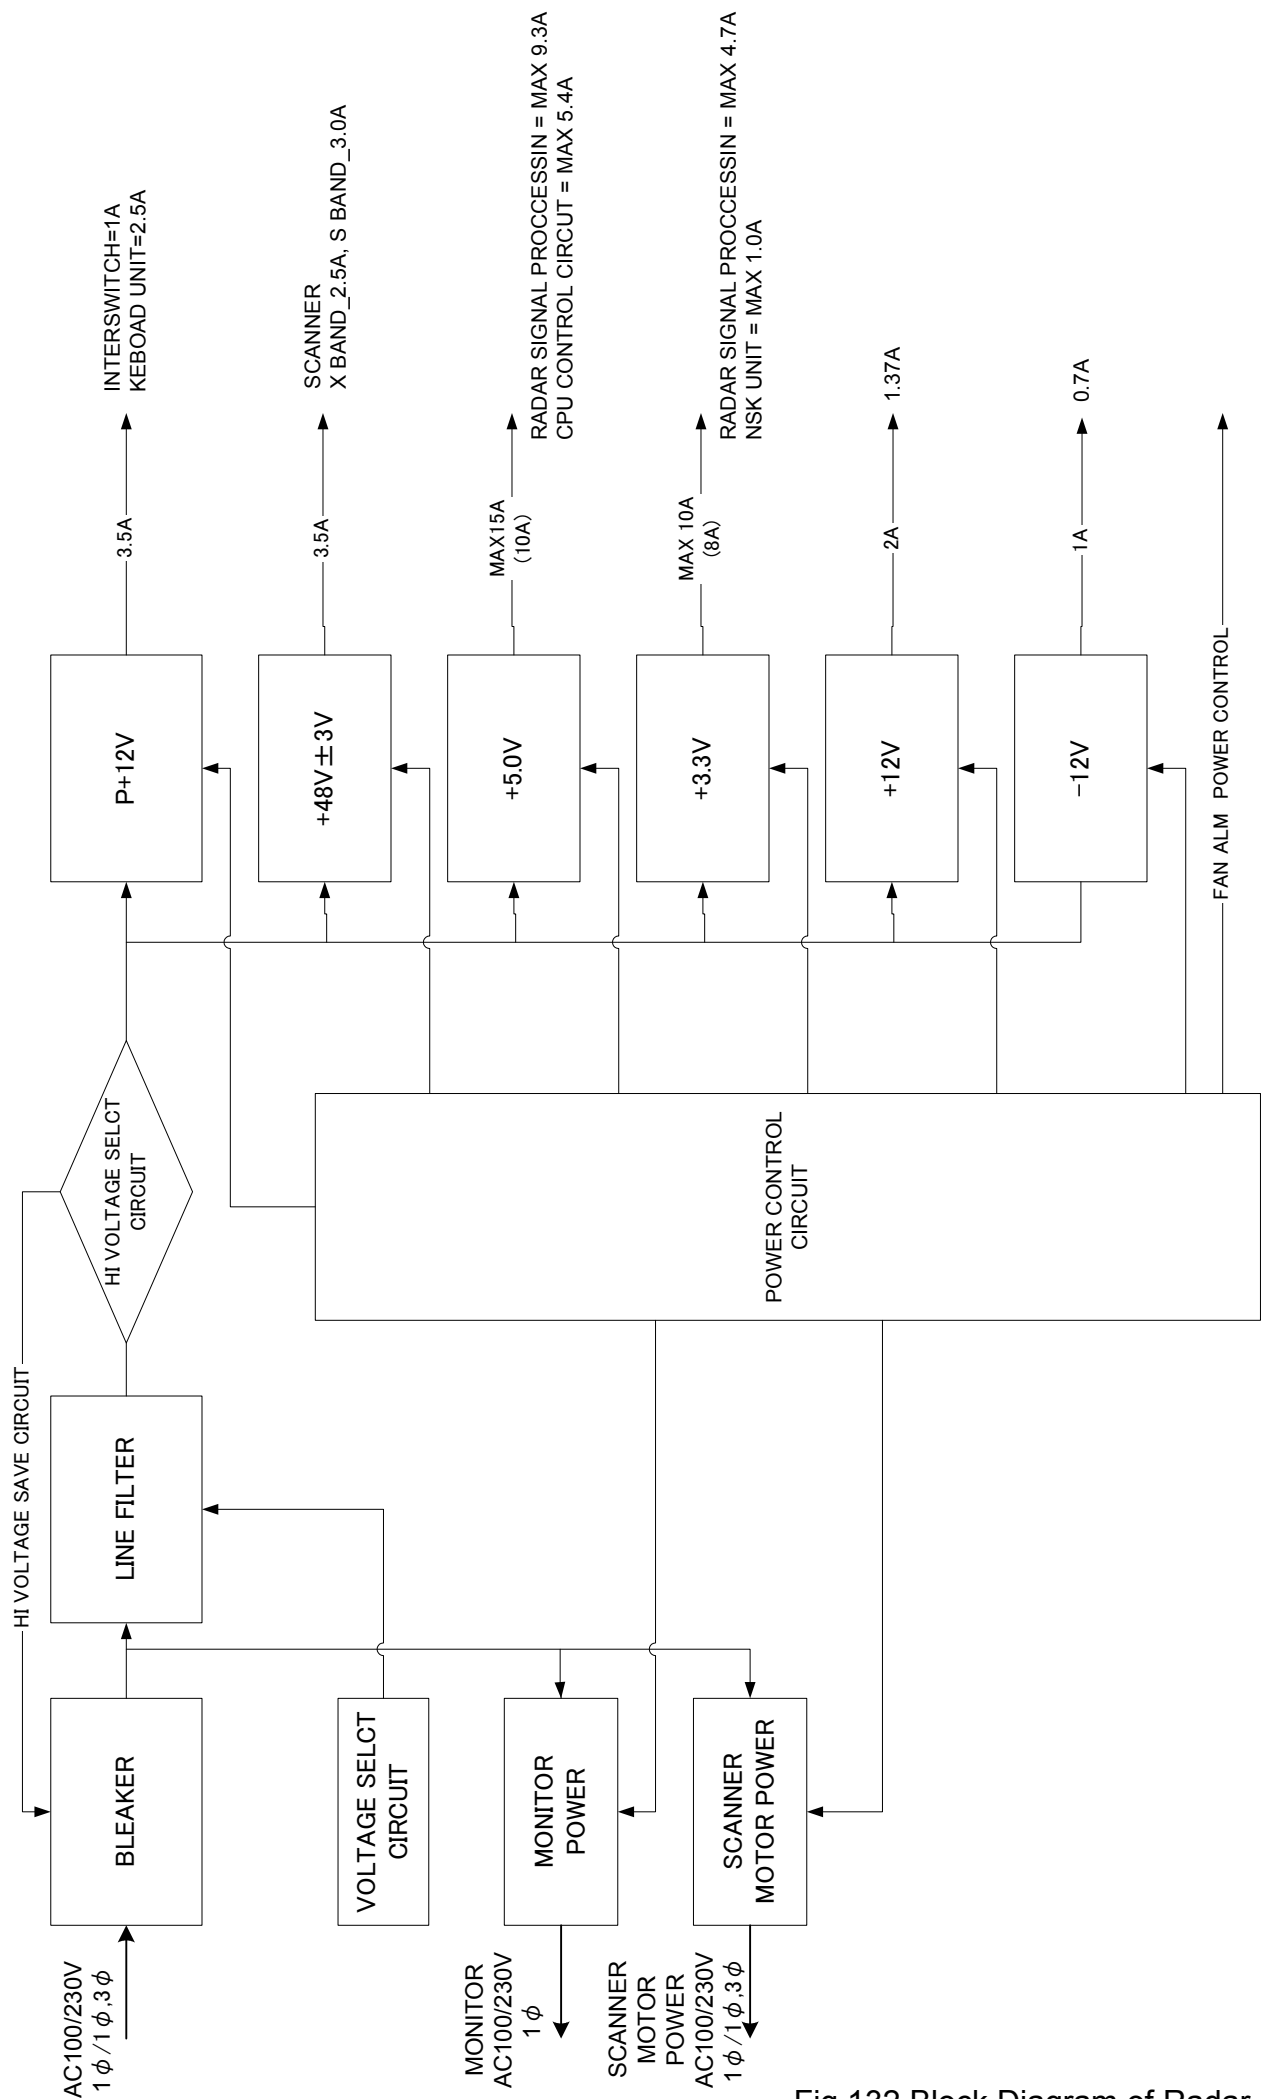 AC100/230V
1φ/1φ,3φ
BLEAKER
HI VOLTAGE SAVE CIRCUIT
LINE FILTER
HI VOLTAGE SELCT
CIRCUIT
P+12V
3.5A
INTERSWITCH=1A
KEBOAD UNIT=2.5A
+48V±3V
3.5A
SCANNER
X BAND_2.5A, S BAND_3.0A
VOLTAGE SELCT
CIRCUIT
+5.0V
MAX15A
(10A)
RADAR SIGNAL PROCCESSIN = MAX 9.3A
CPU CONTROL CIRCUT = MAX 5.4A
MONITOR
AC100/230V
1φ
MONITOR
POWER
+3.3V
MAX 10A
(8A)
RADAR SIGNAL PROCCESSIN = MAX 4.7A
NSK UNIT = MAX 1.0A
SCANNER
MOTOR
POWER
AC100/230V
1φ/1φ,3φ
SCANNER
MOTOR POWER
POWER CONTROL
CIRCUIT
+12V
2A
1.37A
-12V
1A
0.7A
FAN ALM POWER CONTROL
Fig 132 Block Diagram of Radar